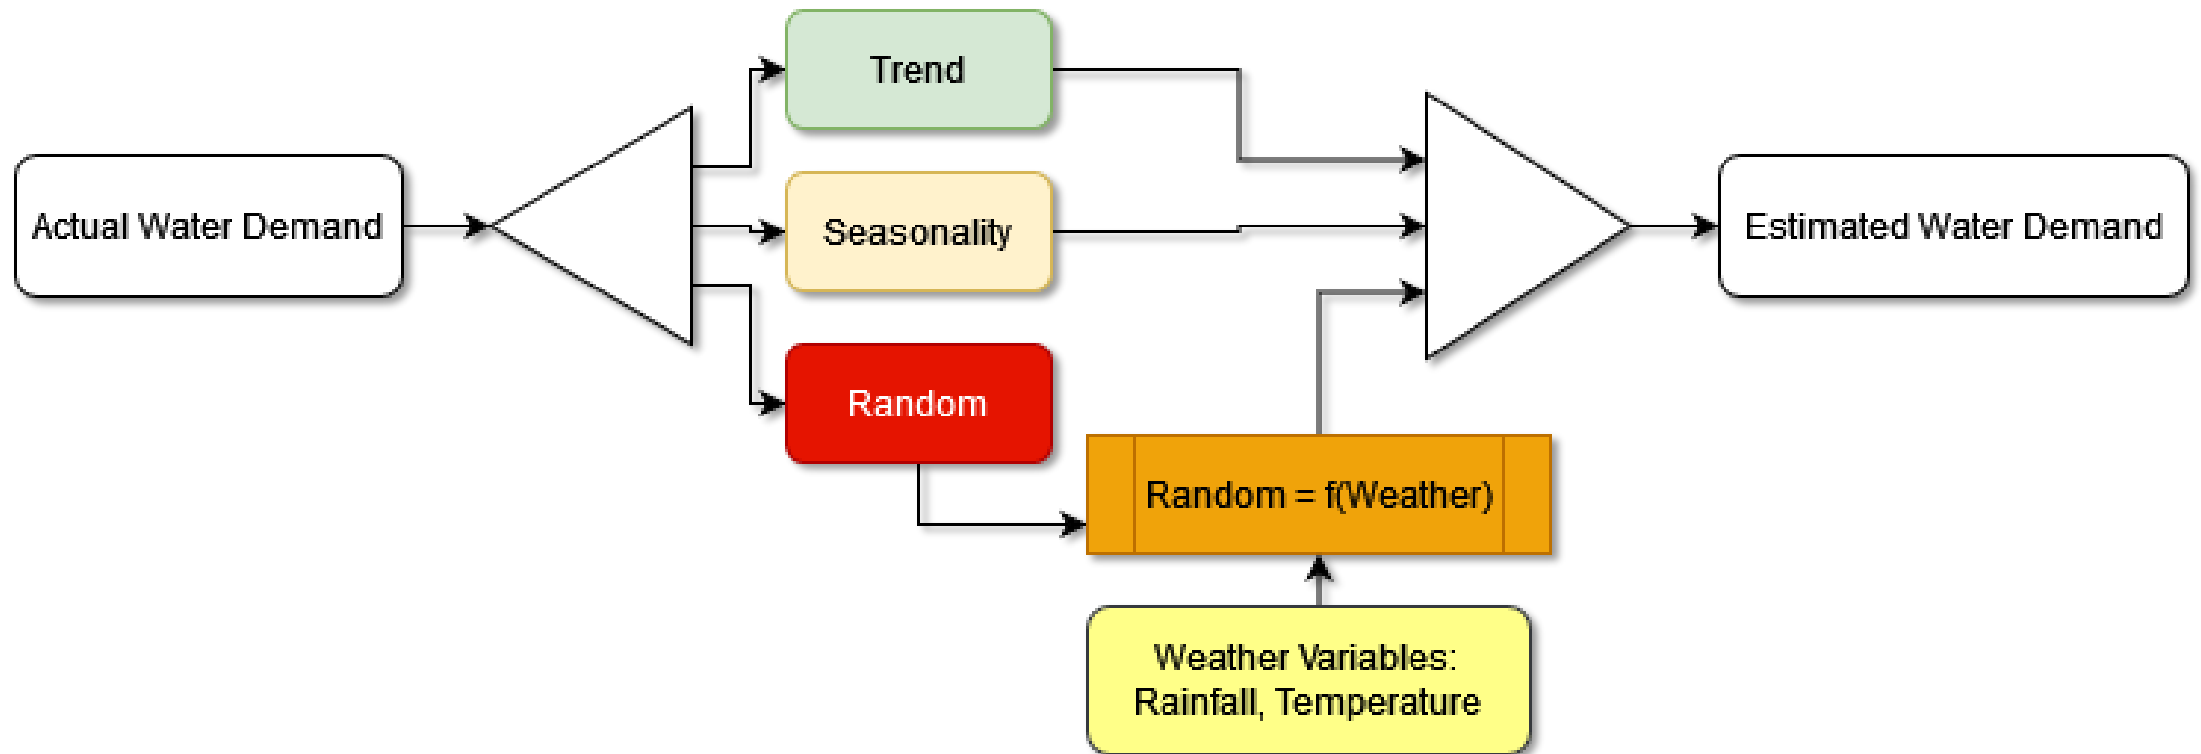 Trend
Actual Water Demand
Seasonality
Estimated Water Demand
Random
Random = f(Weather)
Weather Variables:
Rainfall, Temperature